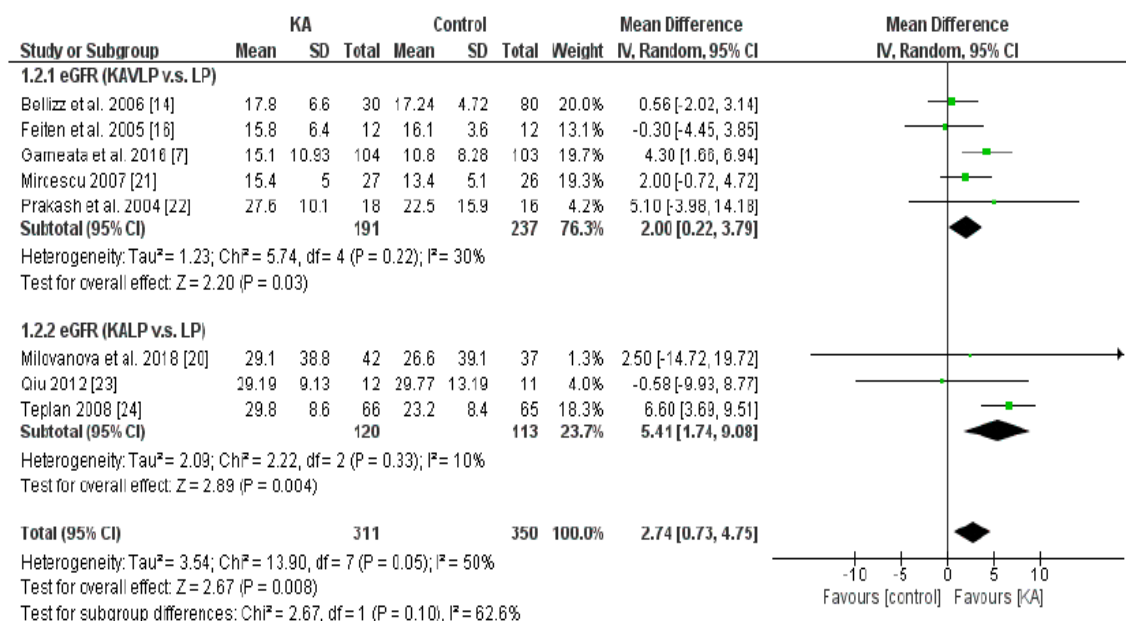 KA Control Mean Difference Mean Difference
Study or Subgroup Mean SD Total Mean SD Total Weight IV, Random, 95% CI IV, Random, 95% CI
1.2.1 eGFR (KAVLP v.s. LP)
Bellizz et al. 2006 [14] 17.8 6.6 30 17.24 4.72 80 20.0% 0.56 [-2.02, 3.14]
Feiten et al. 2005 [16] 15.8 6.4 12 16.1 3.6 12 13.1% -0.30 [-4.45, 3.85]
Garneata et al. 2016 [7] 15.1 10.93 104 10.8 8.28 103 19.7% 4.30 [1.66, 6.94]
Mircescu 2007 [21] 15.4 5 27 13.4 5.1 26 19.3% 2.00 [-0.72, 4.72]
Prakash et al. 2004 [22] 27.6 10.1 18 22.5 15.9 16 4.2% 5.10 [-3.98, 14.18]
Subtotal (95% CI) 191 237 76.3% 2.00 [0.22, 3.79]
Heterogeneity: Tau² = 1.23; Chi² = 5.74, df = 4 (P = 0.22); I² = 30%
Test for overall effect: Z = 2.20 (P = 0.03)
1.2.2 eGFR (KALP v.s. LP)
Milovanova et al. 2018 [20] 29.1 38.8 42 26.6 39.1 37 1.3% 2.50 [-14.72, 19.72]
Qiu 2012 [23] 29.19 9.13 12 29.77 13.19 11 4.0% -0.58 [-9.93, 8.77]
Teplan 2008 [24] 29.8 8.6 66 23.2 8.4 65 18.3% 6.60 [3.69, 9.51]
Subtotal (95% CI) 120 113 23.7% 5.41 [1.74, 9.08]
Heterogeneity: Tau² = 2.09; Chi² = 2.22, df = 2 (P = 0.33); I² = 10%
Test for overall effect: Z = 2.89 (P = 0.004)
Total (95% CI) 311 350 100.0% 2.74 [0.73, 4.75]
Heterogeneity: Tau² = 3.54; Chi² = 13.90, df = 7 (P = 0.05); I² = 50%
Test for overall effect: Z = 2.67 (P = 0.008)
Test for subgroup differences: Chi² = 2.67, df = 1 (P = 0.10), I² = 62.6%
-10 -5 0 5 10
Favours [control] Favours [KA]